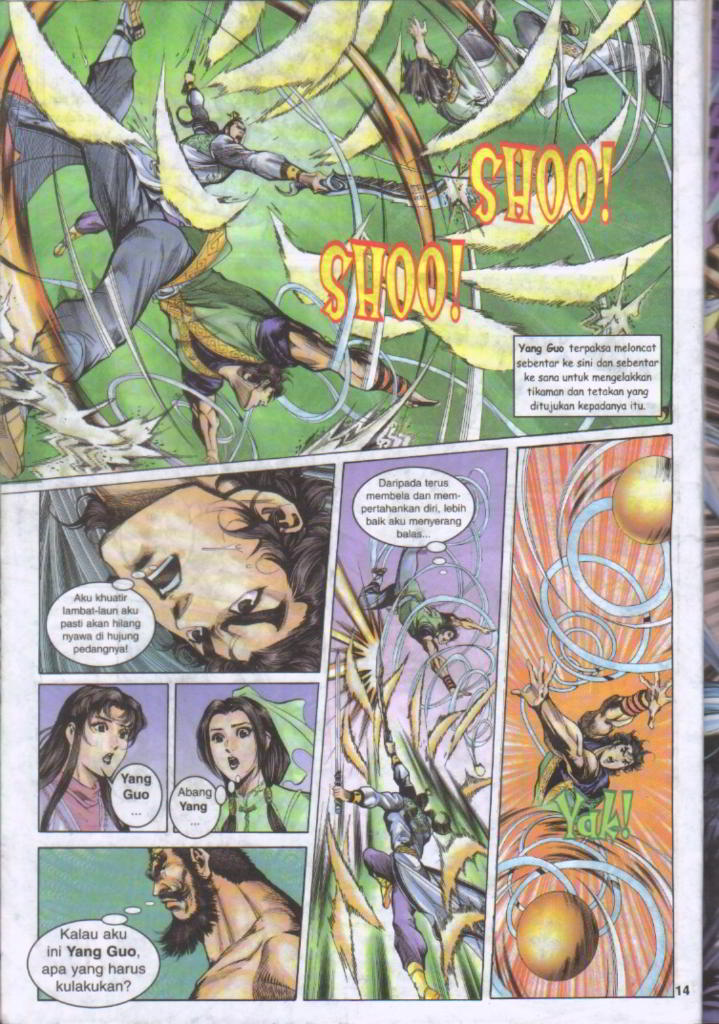 SHOO!
SHOO!
Yang Guo terpaksa meloncat
sebentar ke sini dan sebentar
ke sana untuk mengelakkan
tikaman dan tetakan yang
ditujukan kepadanya itu.
Aku khuatir
lambat-laun aku
pasti akan hilang
nyawa di hujung
pedangnya!
Yang
Guo
...
Abang
Yang
...
Kalau aku
ini Yang Guo,
apa yang harus
kulakukan?
Daripada terus
membela dan mem-
pertahankan diri, lebih
baik aku menyerang
balas...
Yak!
14